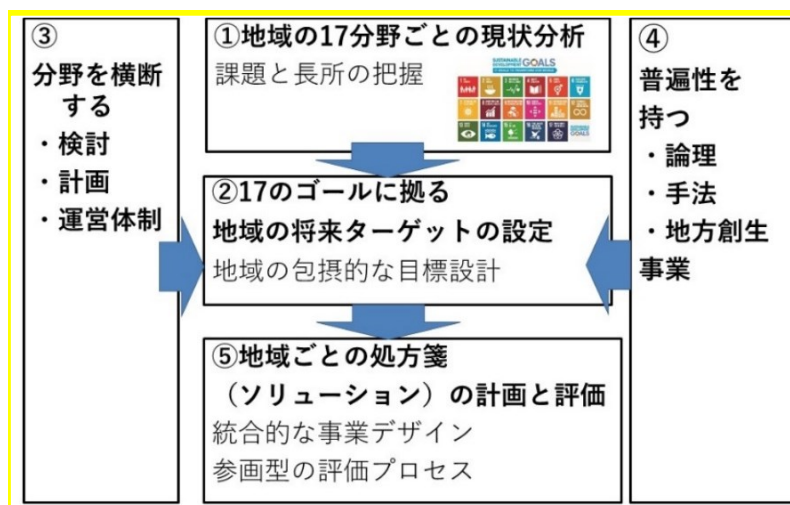 ③
分野を横断
する
・検討
・計画
・運営体制
①地域の17分野ごとの現状分析
課題と長所の把握
SUSTAINABLE
DEVELOPMENT GOALS
②17のゴールに拠る
地域の将来ターゲットの設定
地域の包摂的な目標設計
⑤地域ごとの処方箋
（ソリューション）の計画と評価
統合的な事業デザイン
参画型の評価プロセス
④
普遍性を
持つ
・論理
・手法
・地方創生
事業